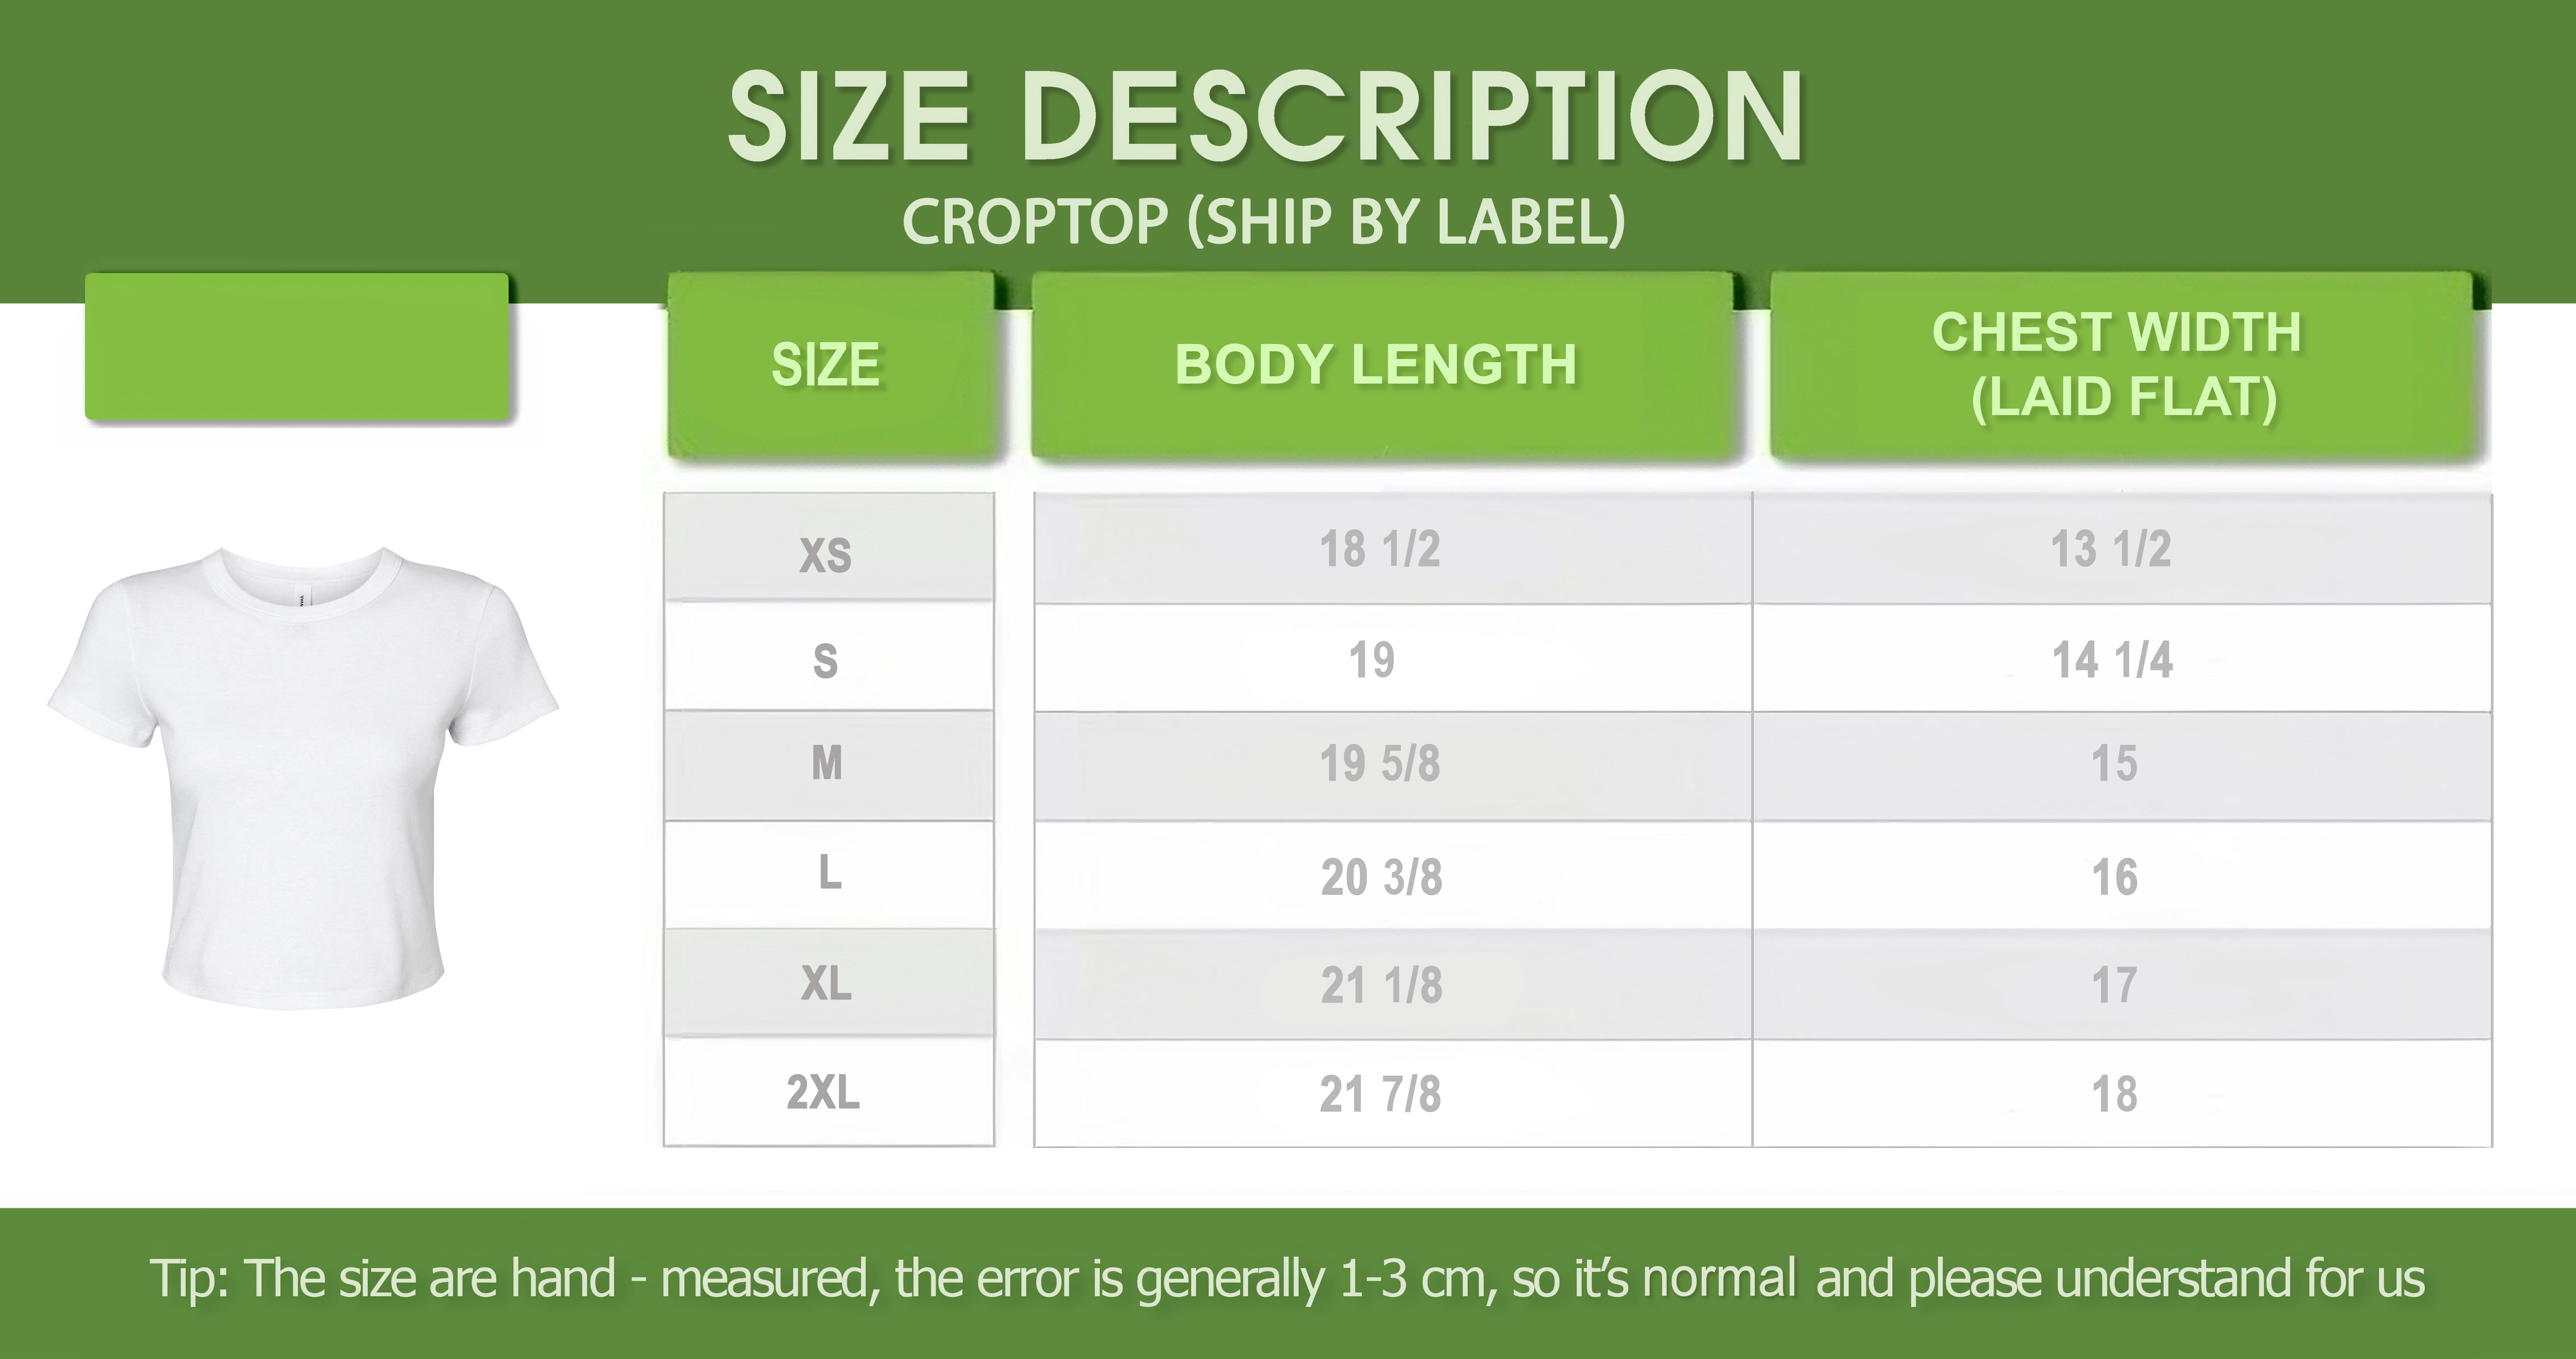 SIZE DESCRIPTION
CROPTOP (SHIP BY LABEL)
SIZE BODY LENGTH CHEST WIDTH
(LAID FLAT)
XS 18 1/2 13 1/2
S 19 14 1/4
M 19 5/8 15
L 20 3/8 16
XL 21 1/8 17
2XL 21 7/8 18
Tip: The size are hand - measured, the error is generally 1-3 cm, so it’s normal and please understand for us